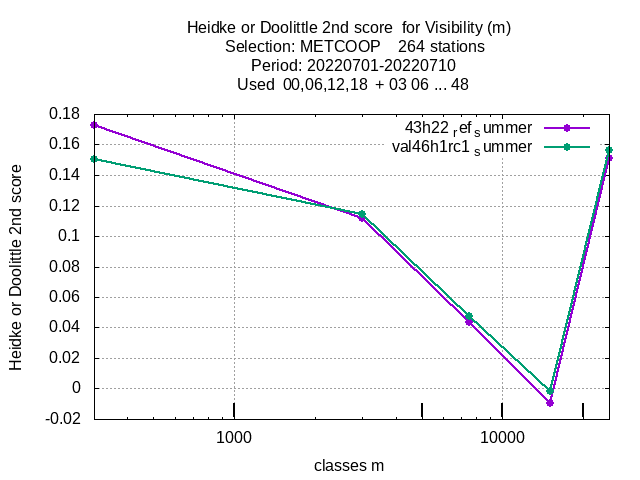 Heidke or Doolittle 2nd score  for Visibility (m)
Selection: METCOOP    264 stations
Period: 20220701-20220710
Used  00,06,12,18  + 03 06 ... 48
43h22 ref summer
val46h1rc1 summer
0.18
0.16
0.14
0.12
0.1
0.08
0.06
0.04
0.02
0
-0.02
Heidke or Doolittle 2nd score
1000
10000
classes m